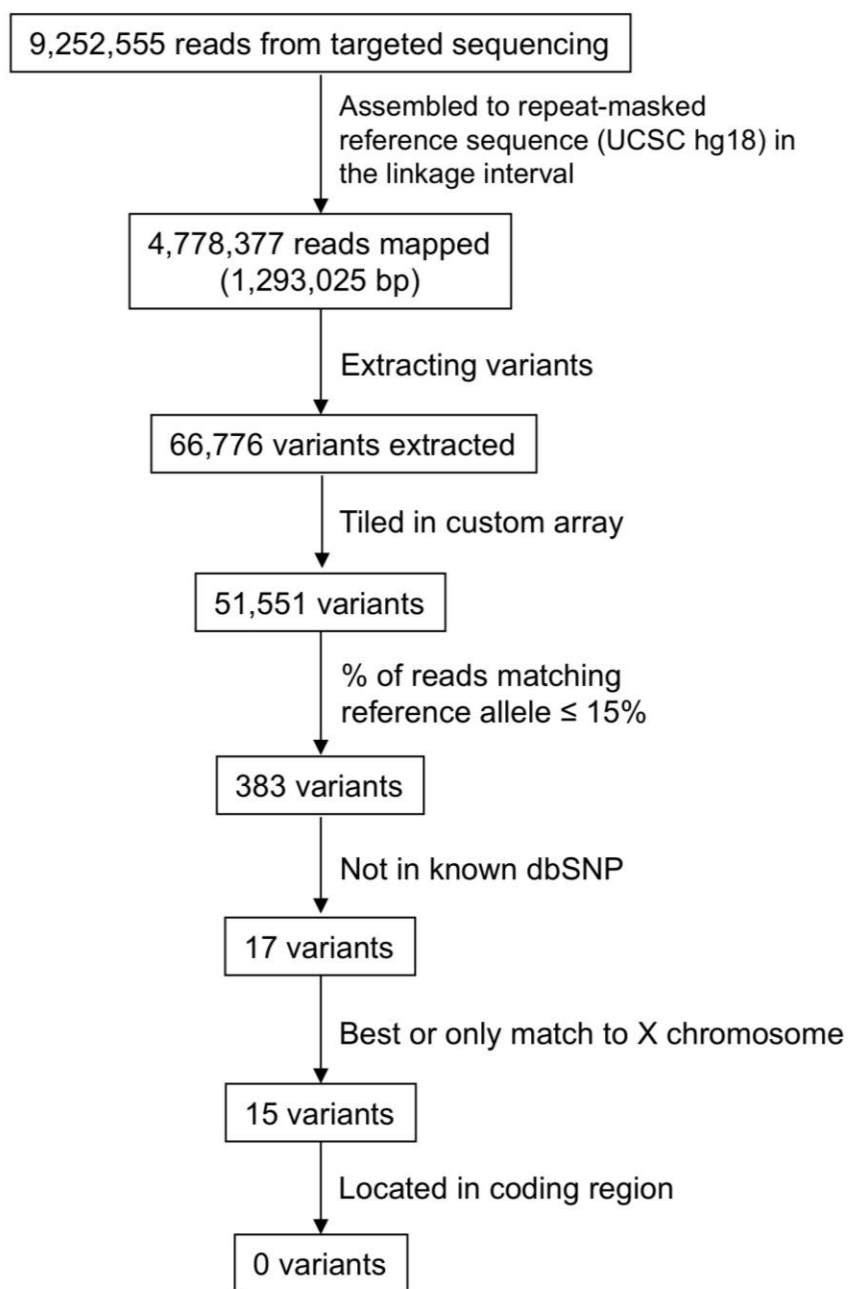 9,252,555 reads from targeted sequencing
Assembled to repeat-masked
reference sequence (UCSC hg18) in
the linkage interval
4,778,377 reads mapped
(1,293,025 bp)
Extracting variants
66,776 variants extracted
Tiled in custom array
51,551 variants
% of reads matching
reference allele ≤ 15%
383 variants
Not in known dbSNP
17 variants
Best or only match to X chromosome
15 variants
Located in coding region
0 variants